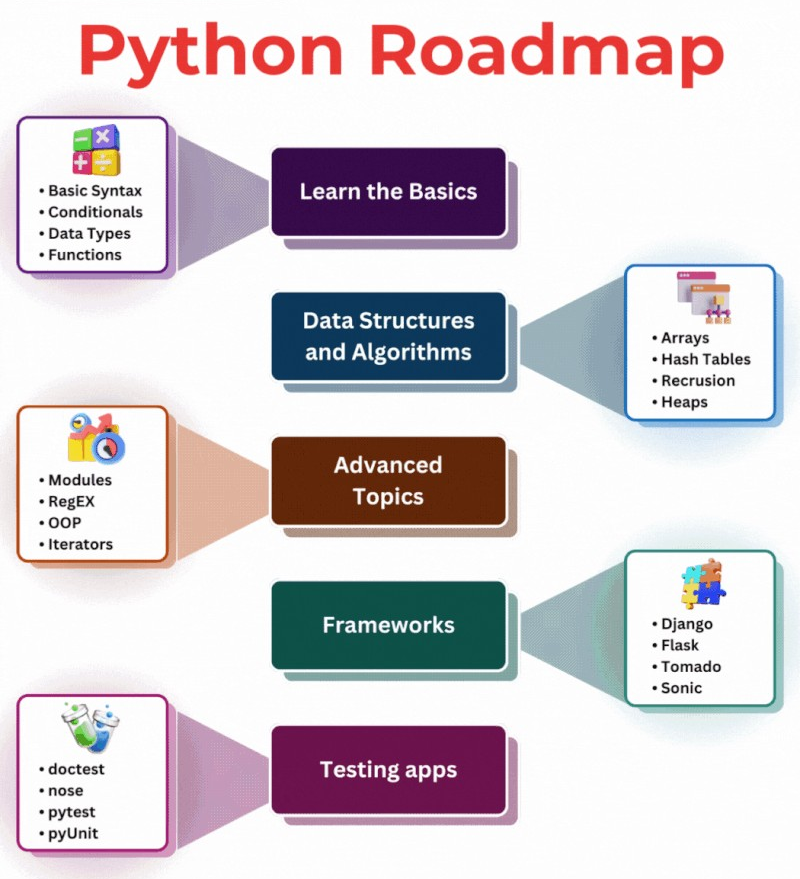 Python Roadmap
• Basic Syntax
• Conditionals
• Data Types
• Functions
Learn the Basics
Data Structures
and Algorithms
• Arrays
• Hash Tables
• Recrusion
• Heaps
• Modules
• RegEX
• OOP
• Iterators
Advanced
Topics
Frameworks
• Django
• Flask
• Tomado
• Sonic
• doctest
• nose
• pytest
• pyUnit
Testing apps